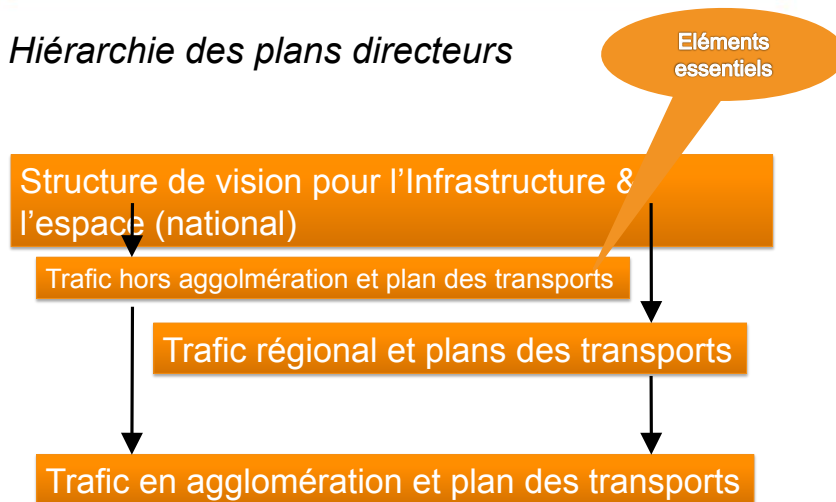 Hiérarchie des plans directeurs
Eléments
essentiels
Structure de vision pour l’Infrastructure &
l’espace (national)
Trafic hors aggolmération et plan des transports
Trafic régional et plans des transports
Trafic en agglomération et plan des transports